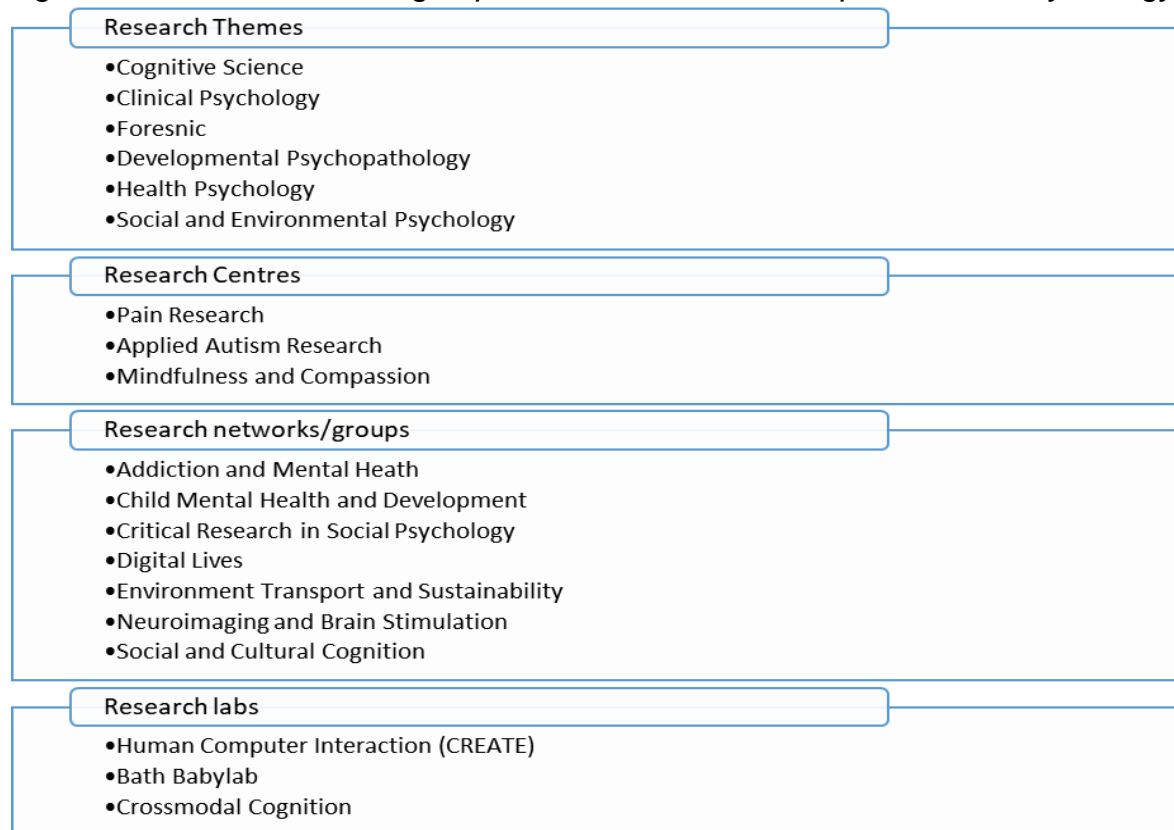 Research Themes
•Cognitive Science
•Clinical Psychology
•Foresnic
•Developmental Psychopathology
•Health Psychology
•Social and Environmental Psychology
Research Centres
•Pain Research
•Applied Autism Research
•Mindfulness and Compassion
Research networks/groups
•Addiction and Mental Heath
•Child Mental Health and Development
•Critical Research in Social Psychology
•Digital Lives
•Environment Transport and Sustainability
•Neuroimaging and Brain Stimulation
•Social and Cultural Cognition
Research labs
•Human Computer Interaction (CREATE)
•Bath Babylab
•Crossmodal Cognition